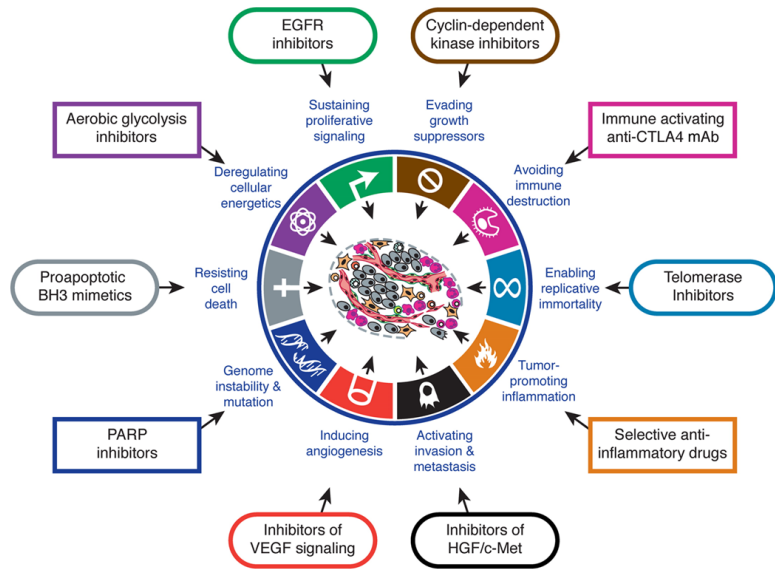 EGFR
inhibitors
Cyclin-dependent
kinase inhibitors
Sustaining
proliferative
signaling
Evading
growth
suppressors
Aerobic glycolysis
inhibitors
Immune activating
anti-CTLA4 mAb
Deregulating
cellular
energetics
Avoiding
immune
destruction
Proapoptotic
BH3 mimetics
Resisting
cell
death
Enabling
replicative
immortality
Telomerase
Inhibitors
Genome
instability &
mutation
Tumor-
promoting
inflammation
PARP
inhibitors
Inducing
angiogenesis
Activating
invasion &
metastasis
Selective anti-
inflammatory drugs
Inhibitors of
VEGF signaling
Inhibitors of
HGF/c-Met